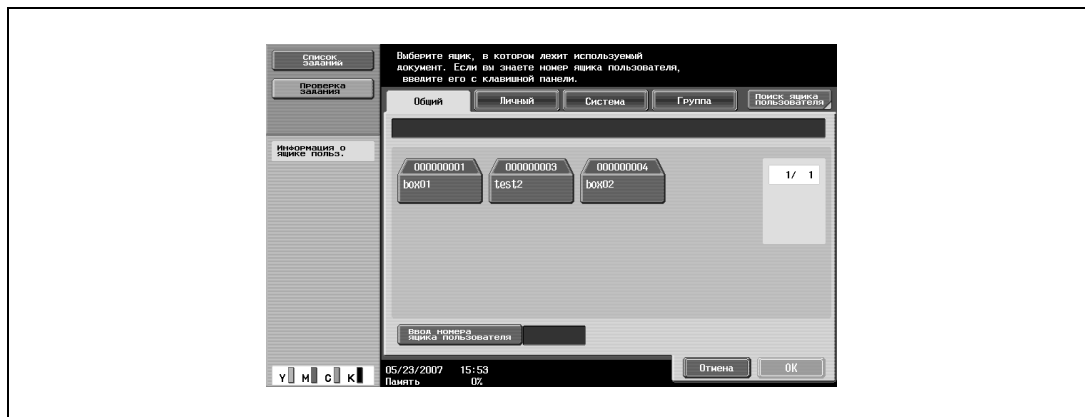 Список
заданий
Проверка
задания
Информация о
ящике польз.
Выберите ящик, в котором лежит используемый
документ. Если вы знаете номер ящика пользователя,
введите его с клавишной панели.
Общий
Личный
Система
Группа
Поиск ящика
пользователя
000000001
box01
000000003
test2
000000004
box02
1/ 1
Ввод номера
ящика пользователя
Y M C K
05/23/2007 15:53
Память 0%
Отмена
OK